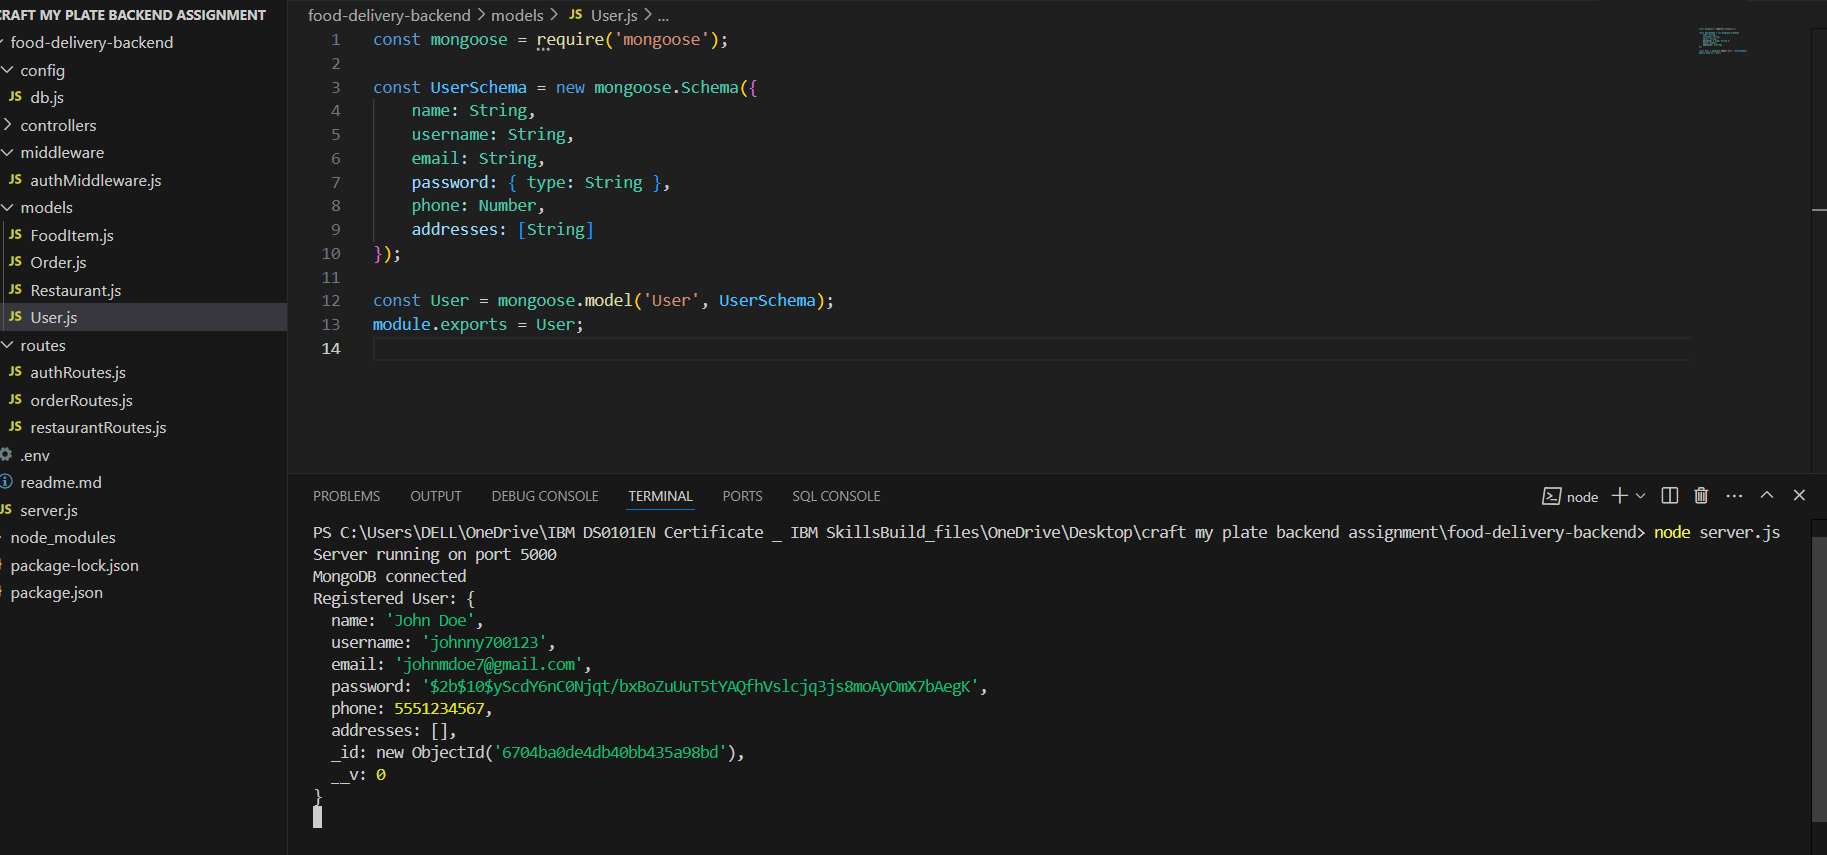 CRAFT MY PLATE BACKEND ASSIGNMENT
food-delivery-backend
config
JS db.js
controllers
middleware
JS authMiddleware.js
models
JS FoodItem.js
JS Order.js
JS Restaurant.js
JS User.js
routes
JS authRoutes.js
JS orderRoutes.js
JS restaurantRoutes.js
.env
readme.md
JS server.js
node_modules
package-lock.json
package.json
food-delivery-backend > models > JS User.js > ...
1 const mongoose = require('mongoose');
2
3 const UserSchema = new mongoose.Schema({
4 name: String,
5 username: String,
6 email: String,
7 password: { type: String },
8 phone: Number,
9 addresses: [String]
10 });
11
12 const User = mongoose.model('User', UserSchema);
13 module.exports = User;
14
PROBLEMS OUTPUT DEBUG CONSOLE TERMINAL PORTS SQL CONSOLE node
PS C:\Users\DELL\OneDrive\IBM DS0101EN Certificate _ IBM SkillsBuild_files\OneDrive\Desktop\craft my plate backend assignment\food-delivery-backend> node server.js
Server running on port 5000
MongoDB connected
Registered User: {
name: 'John Doe',
username: 'johnny700123',
email: 'johnmdoe7@gmail.com',
password: '$2b$10$yScdY6nC0Njqt/bxBoZuUuT5tYAQfhVslcjq3js8moAyOmX7bAegK',
phone: 5551234567,
addresses: [],
_id: new ObjectId('6704ba0de4db40bb435a98bd'),
__v: 0
}